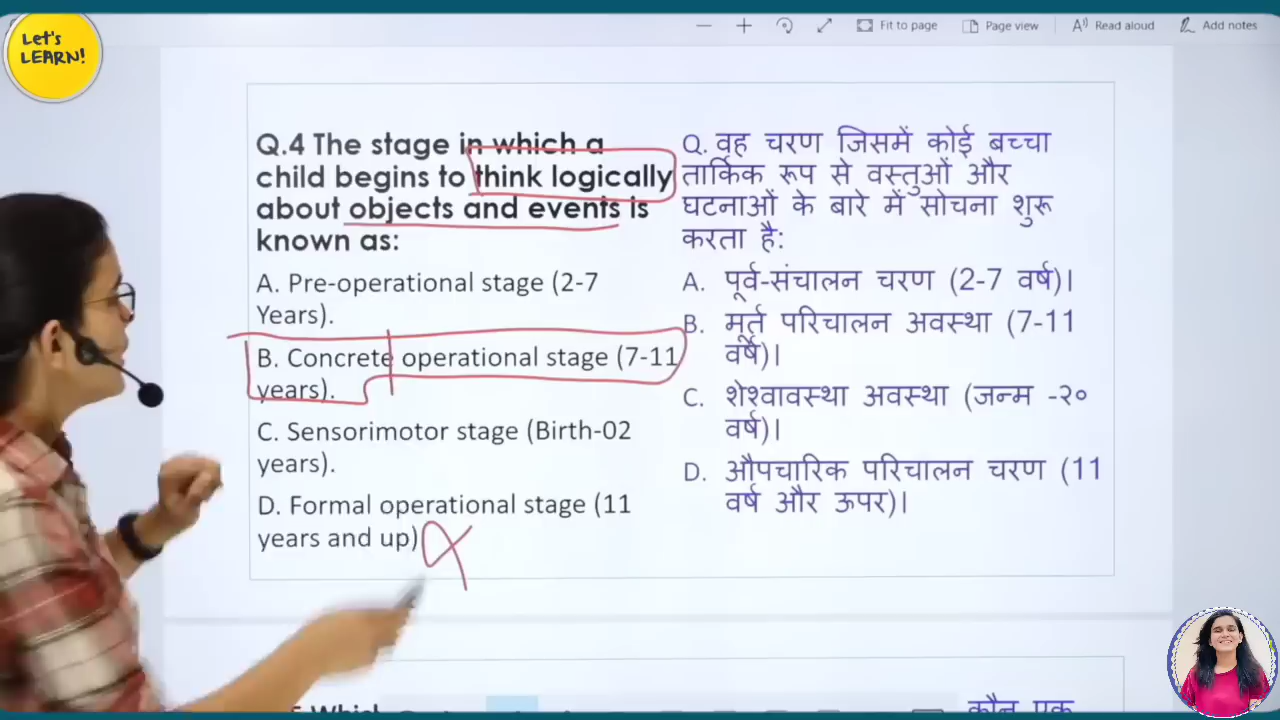 Let's
LEARN!
Fit to page
Page view
Read aloud
Add notes
Q.4 The stage in which a
child begins to think logically
about objects and events is
known as:
A. Pre-operational stage (2-7
Years).
B. Concrete operational stage (7-11
years).
C. Sensorimotor stage (Birth-02
years).
D. Formal operational stage (11
years and up)
Q. वह चरण जिसमें कोई बच्चा
तार्किक रूप से वस्तुओं और
घटनाओं के बारे में सोचना शुरू
करता है:
A. पूर्व-संचालन चरण (2-7 वर्ष)।
B. मूर्त परिचालन अवस्था (7-11
वर्ष)।
C. शेश्वावस्था अवस्था (जन्म -२०
वर्ष)।
D. औपचारिक परिचालन चरण (11
वर्ष और ऊपर)।
Which
कौन एक